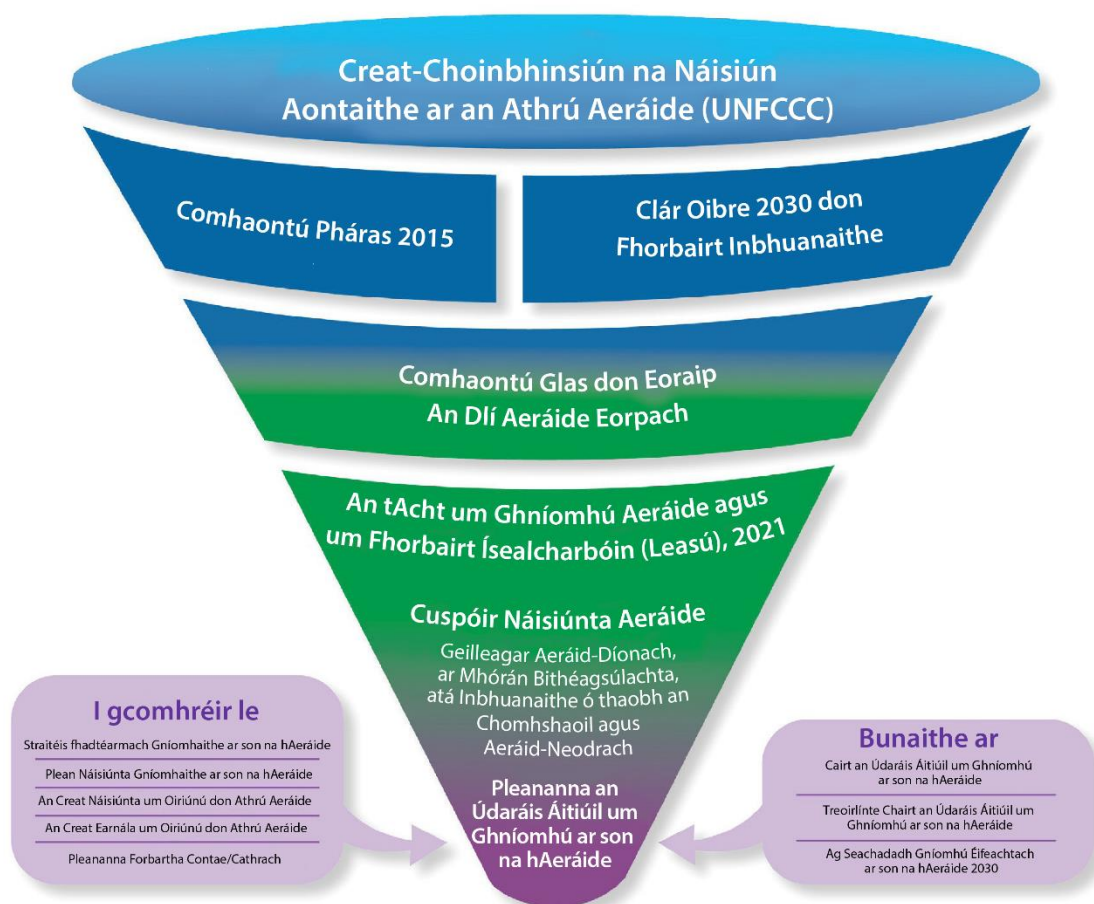 Creat-Choinbhinsiún na Náisiún
Aontaithe ar an Athrú Aeráide (UNFCCC)
Comhaontú Pháras 2015
Clár Oibre 2030 don
Fhorbairt Inbhuanaithe
Comhaontú Glas don Eoraip
An Dlí Aeráide Eorpach
An tAcht um Ghníomhú Aeráide agus
um Fhorbairt Ísealcharbóin (Leasú), 2021
Cuspóir Náisiúnta Aeráide
Geilleagar Aeráid-Díonach,
ar Mhórán Bithéagsúlachta,
atá Inbhuanaithe ó thaobh an
Chomhshaoil agus
Aeráid-Neodrach
Pleananna an
Údaráis Áitiúil um
Ghníomhú ar son
na hAeráide
I gcomhréir le
Straitéis fhadtéarmach Gníomhaithe ar son na hAeráide
Plean Náisiúnta Gníomhaithe ar son na hAeráide
An Creat Náisiúnta um Oiriúnú don Athrú Aeráide
An Creat Earnála um Oiriúnú don Athrú Aeráide
Pleananna Forbartha Contae/Cathrach
Bunaithe ar
Cairt an Údaráis Áitiúil um Ghníomhú
ar son na hAeráide
Treoirlínte Chairt an Údaráis Áitiúil um
Ghníomhú ar son na hAeráide
Ag Seachadadh Gníomhú Éifeachtach
ar son na hAeráide 2030